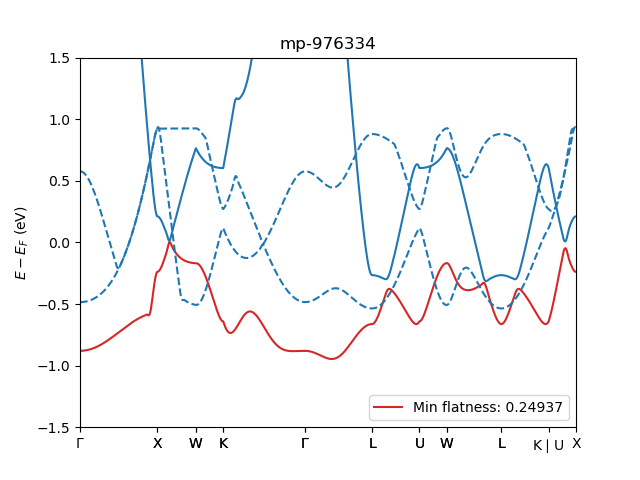 mp-976334
E − E_F (eV)
1.5
1.0
0.5
0.0
−0.5
−1.0
−1.5
Min flatness: 0.24937
Γ X W K Γ L U W L K | U X